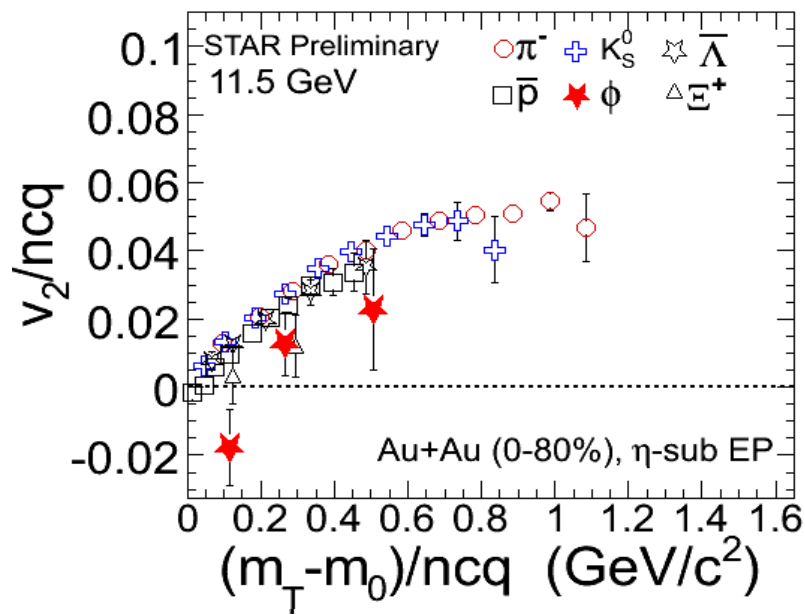 STAR Preliminary
11.5 GeV
π⁻ K⁰_S Λ̅
p̅ ϕ Ξ⁺
0.1
0.08
0.06
0.04
0.02
0
-0.02
v₂/ncq
Au+Au (0-80%), η-sub EP
0 0.2 0.4 0.6 0.8 1 1.2 1.4 1.6
(m_T-m₀)/ncq (GeV/c²)